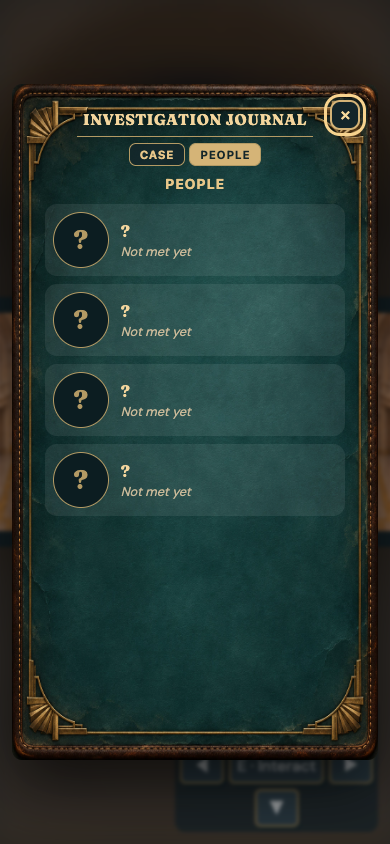 INVESTIGATION JOURNAL
×
CASE
PEOPLE
PEOPLE
?
?
Not met yet
?
?
Not met yet
?
?
Not met yet
?
?
Not met yet
E · Interact